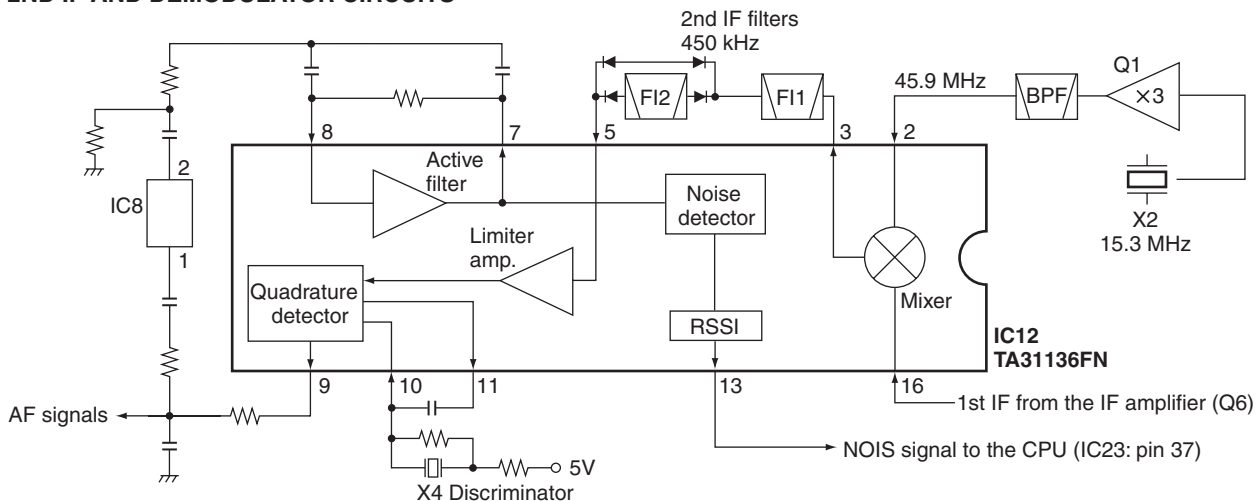 2ND IF AND DEMODULATOR CIRCUITS
2nd IF filters
450 kHz
Q1
45.9 MHz
FI2
FI1
BPF
×3
8
7
5
3
2
Active
filter
2
IC8
1
Noise
detector
X2
15.3 MHz
Limiter
amp.
Quadrature
detector
Mixer
RSSI
IC12
TA31136FN
9
10
11
13
16
AF signals
1st IF from the IF amplifier (Q6)
NOIS signal to the CPU (IC23: pin 37)
5V
X4 Discriminator